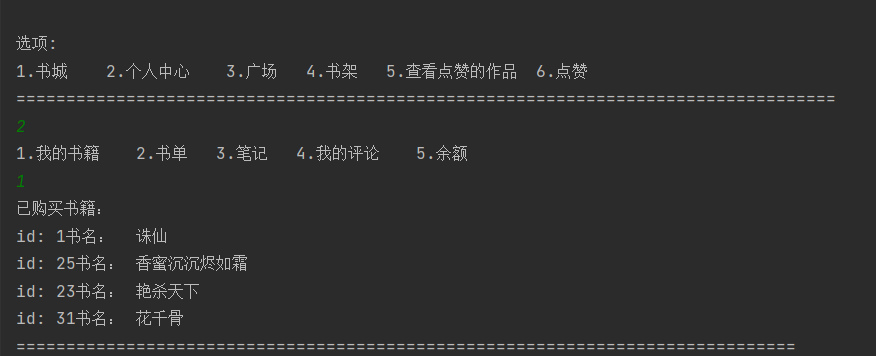 选项:
1.书城    2.个人中心    3.广场   4.书架   5.查看点赞的作品  6.点赞
==================================================================================
2
1.我的书籍    2.书单   3.笔记   4.我的评论    5.余额
1
已购买书籍：
id: 1书名：  诛仙
id: 25书名： 香蜜沉沉烬如霜
id: 23书名： 艳杀天下
id: 31书名： 花千骨
==============================================================================